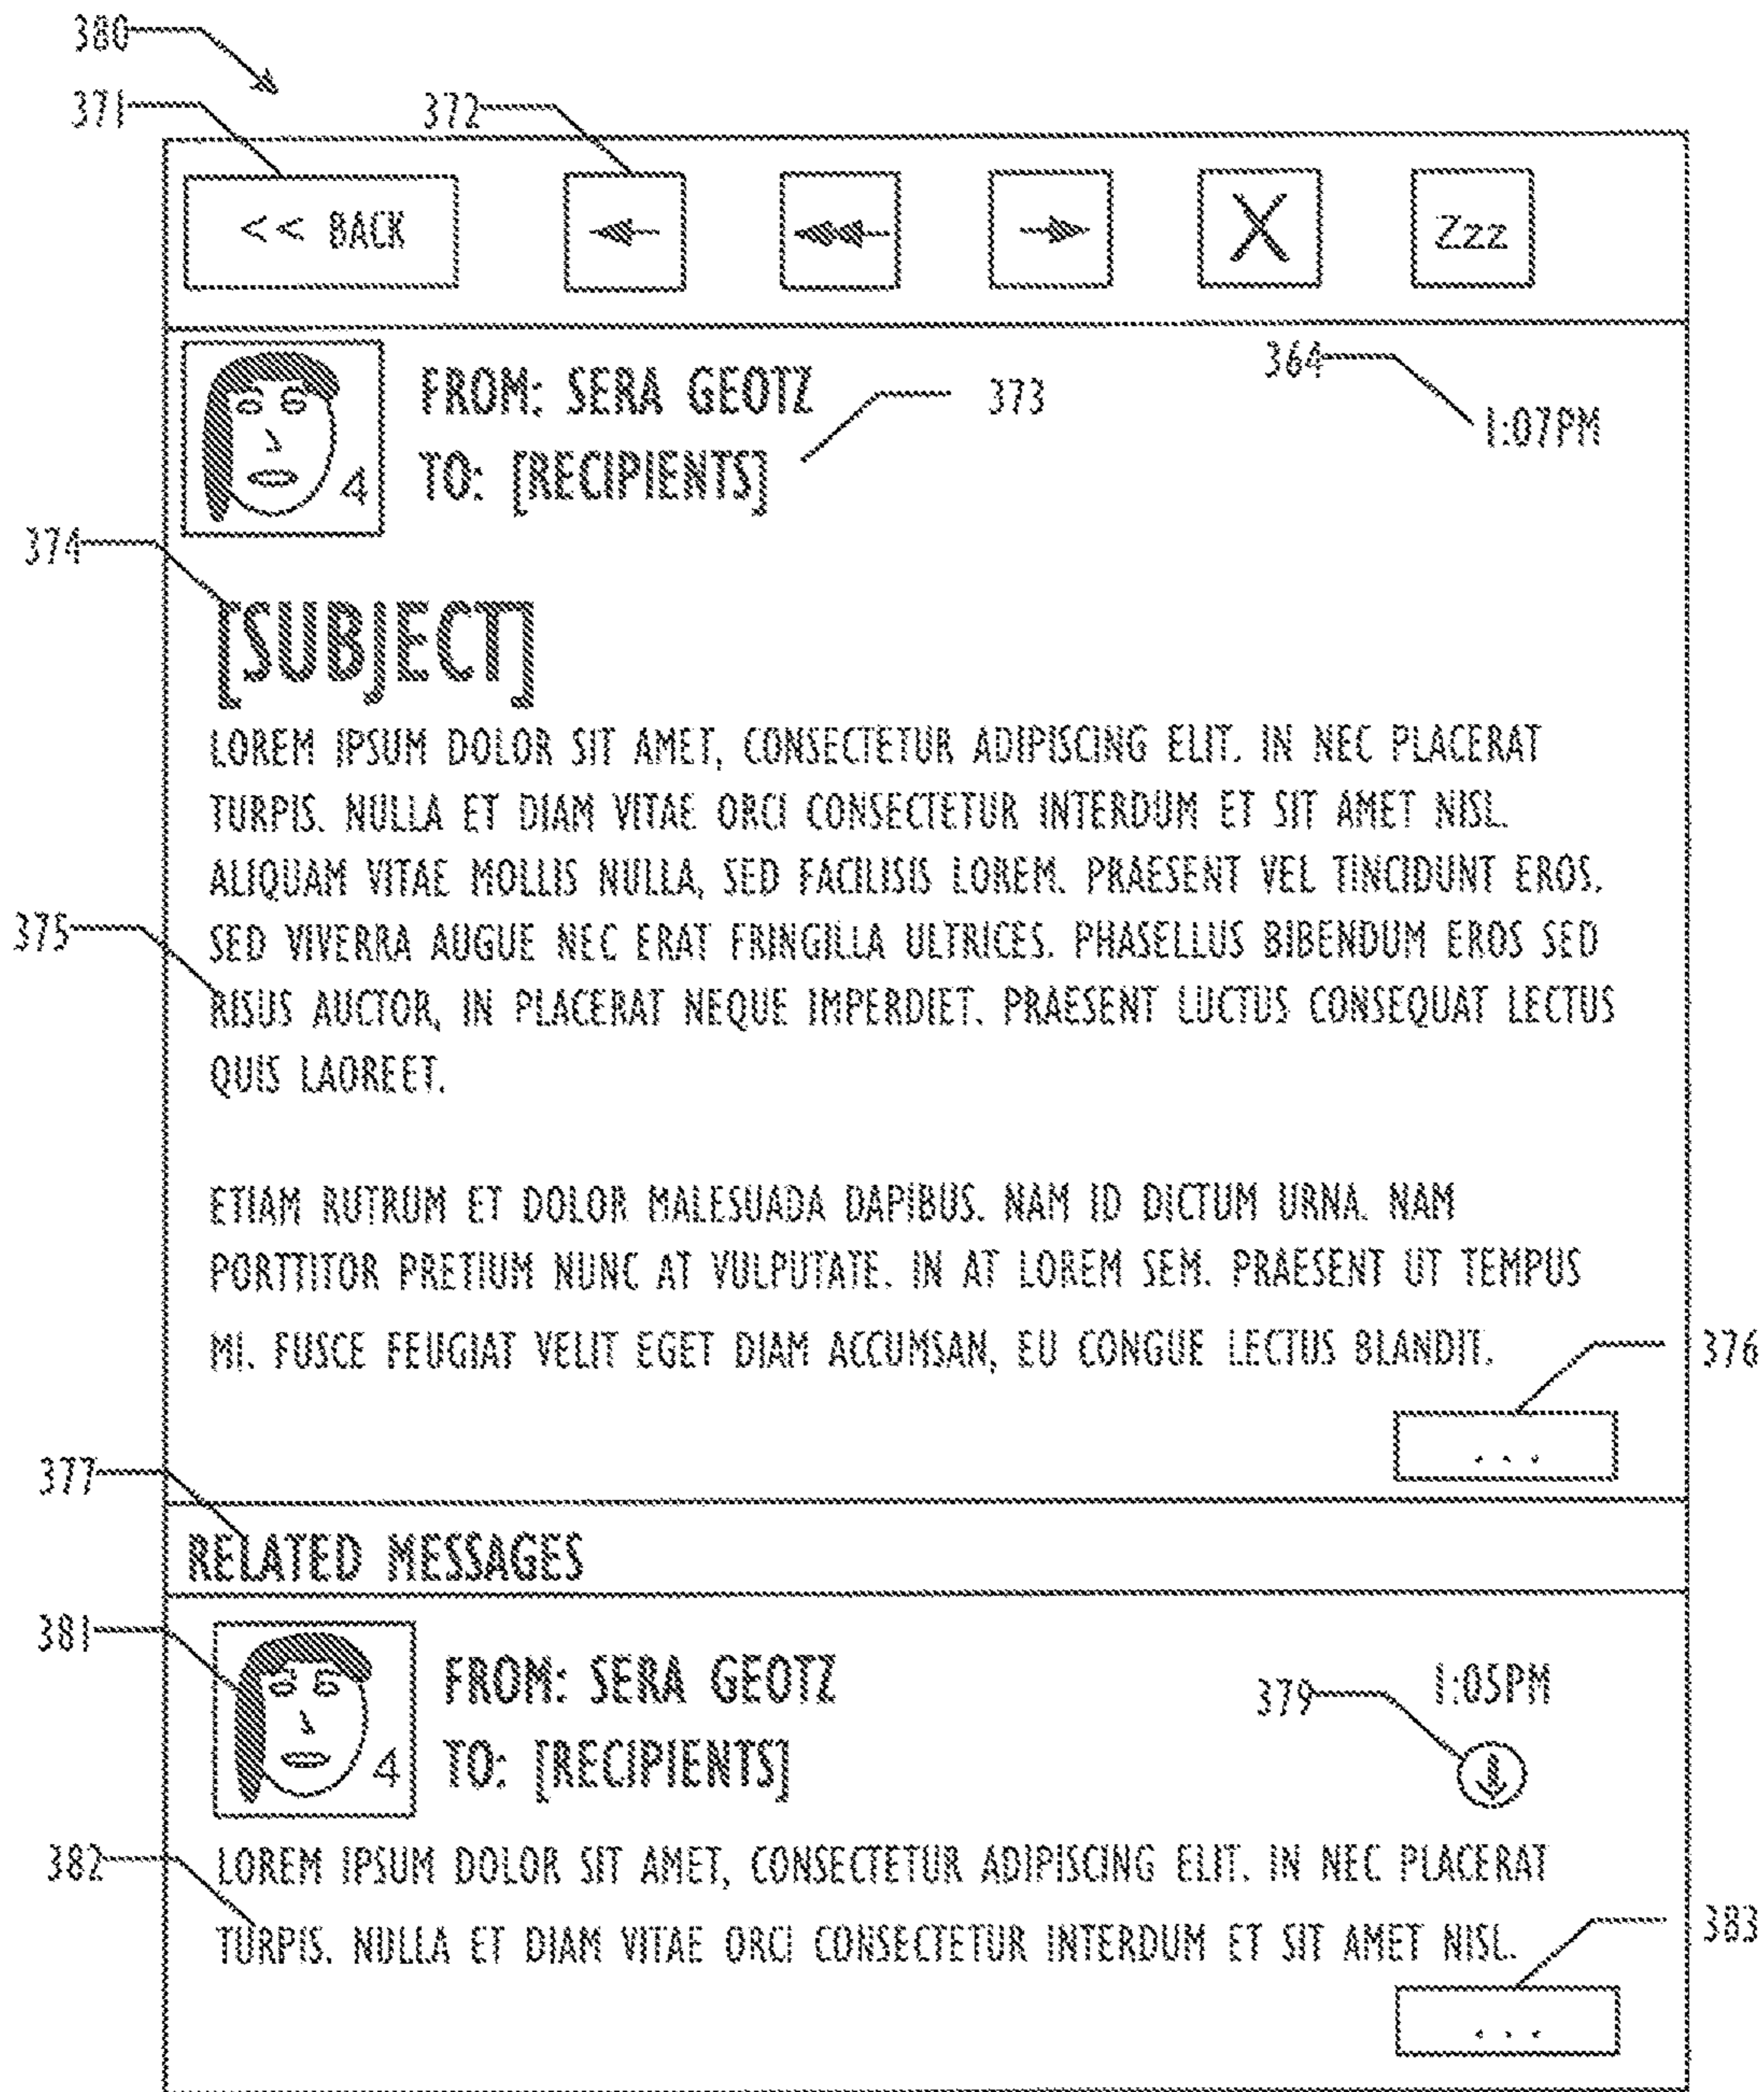 380
371
372
<< BACK
X
Zzz
FROM: SERA GEOTZ
373
364
1:07PM
TO: [RECIPIENTS]
4
374
[SUBJECT]
LOREM IPSUM DOLOR SIT AMET, CONSECTETUR ADIPISCING ELIT. IN NEC PLACERAT
TURPIS. NULLA ET DIAM VITAE ORCI CONSECTETUR INTERDUM ET SIT AMET NISL.
ALIQUAM VITAE MOLLIS NULLA, SED FACILISIS LOREM. PRAESENT VEL TINCIDUNT EROS.
375
SED VIVERRA AUGUE NEC ERAT FRINGILLA ULTRICES. PHASELLUS BIBENDUM EROS SED
RISUS AUCTOR, IN PLACERAT NEQUE IMPERDIET. PRAESENT LUCTUS CONSEQUAT LECTUS
QUIS LAOREET.
ETIAM RUTRUM ET DOLOR MALESUADA DAPIBUS. NAM ID DICTUM URNA. NAM
PORTTITOR PRETIUM NUNC AT VULPUTATE. IN AT LOREM SEM. PRAESENT UT TEMPUS
MI. FUSCE FEUGIAT VELIT EGET DIAM ACCUMSAN, EU CONGUE LECTUS BLANDIT.
376
...
377
RELATED MESSAGES
381
FROM: SERA GEOTZ
379
1:05PM
TO: [RECIPIENTS]
4
382
LOREM IPSUM DOLOR SIT AMET, CONSECTETUR ADIPISCING ELIT. IN NEC PLACERAT
TURPIS. NULLA ET DIAM VITAE ORCI CONSECTETUR INTERDUM ET SIT AMET NISL.
383
...